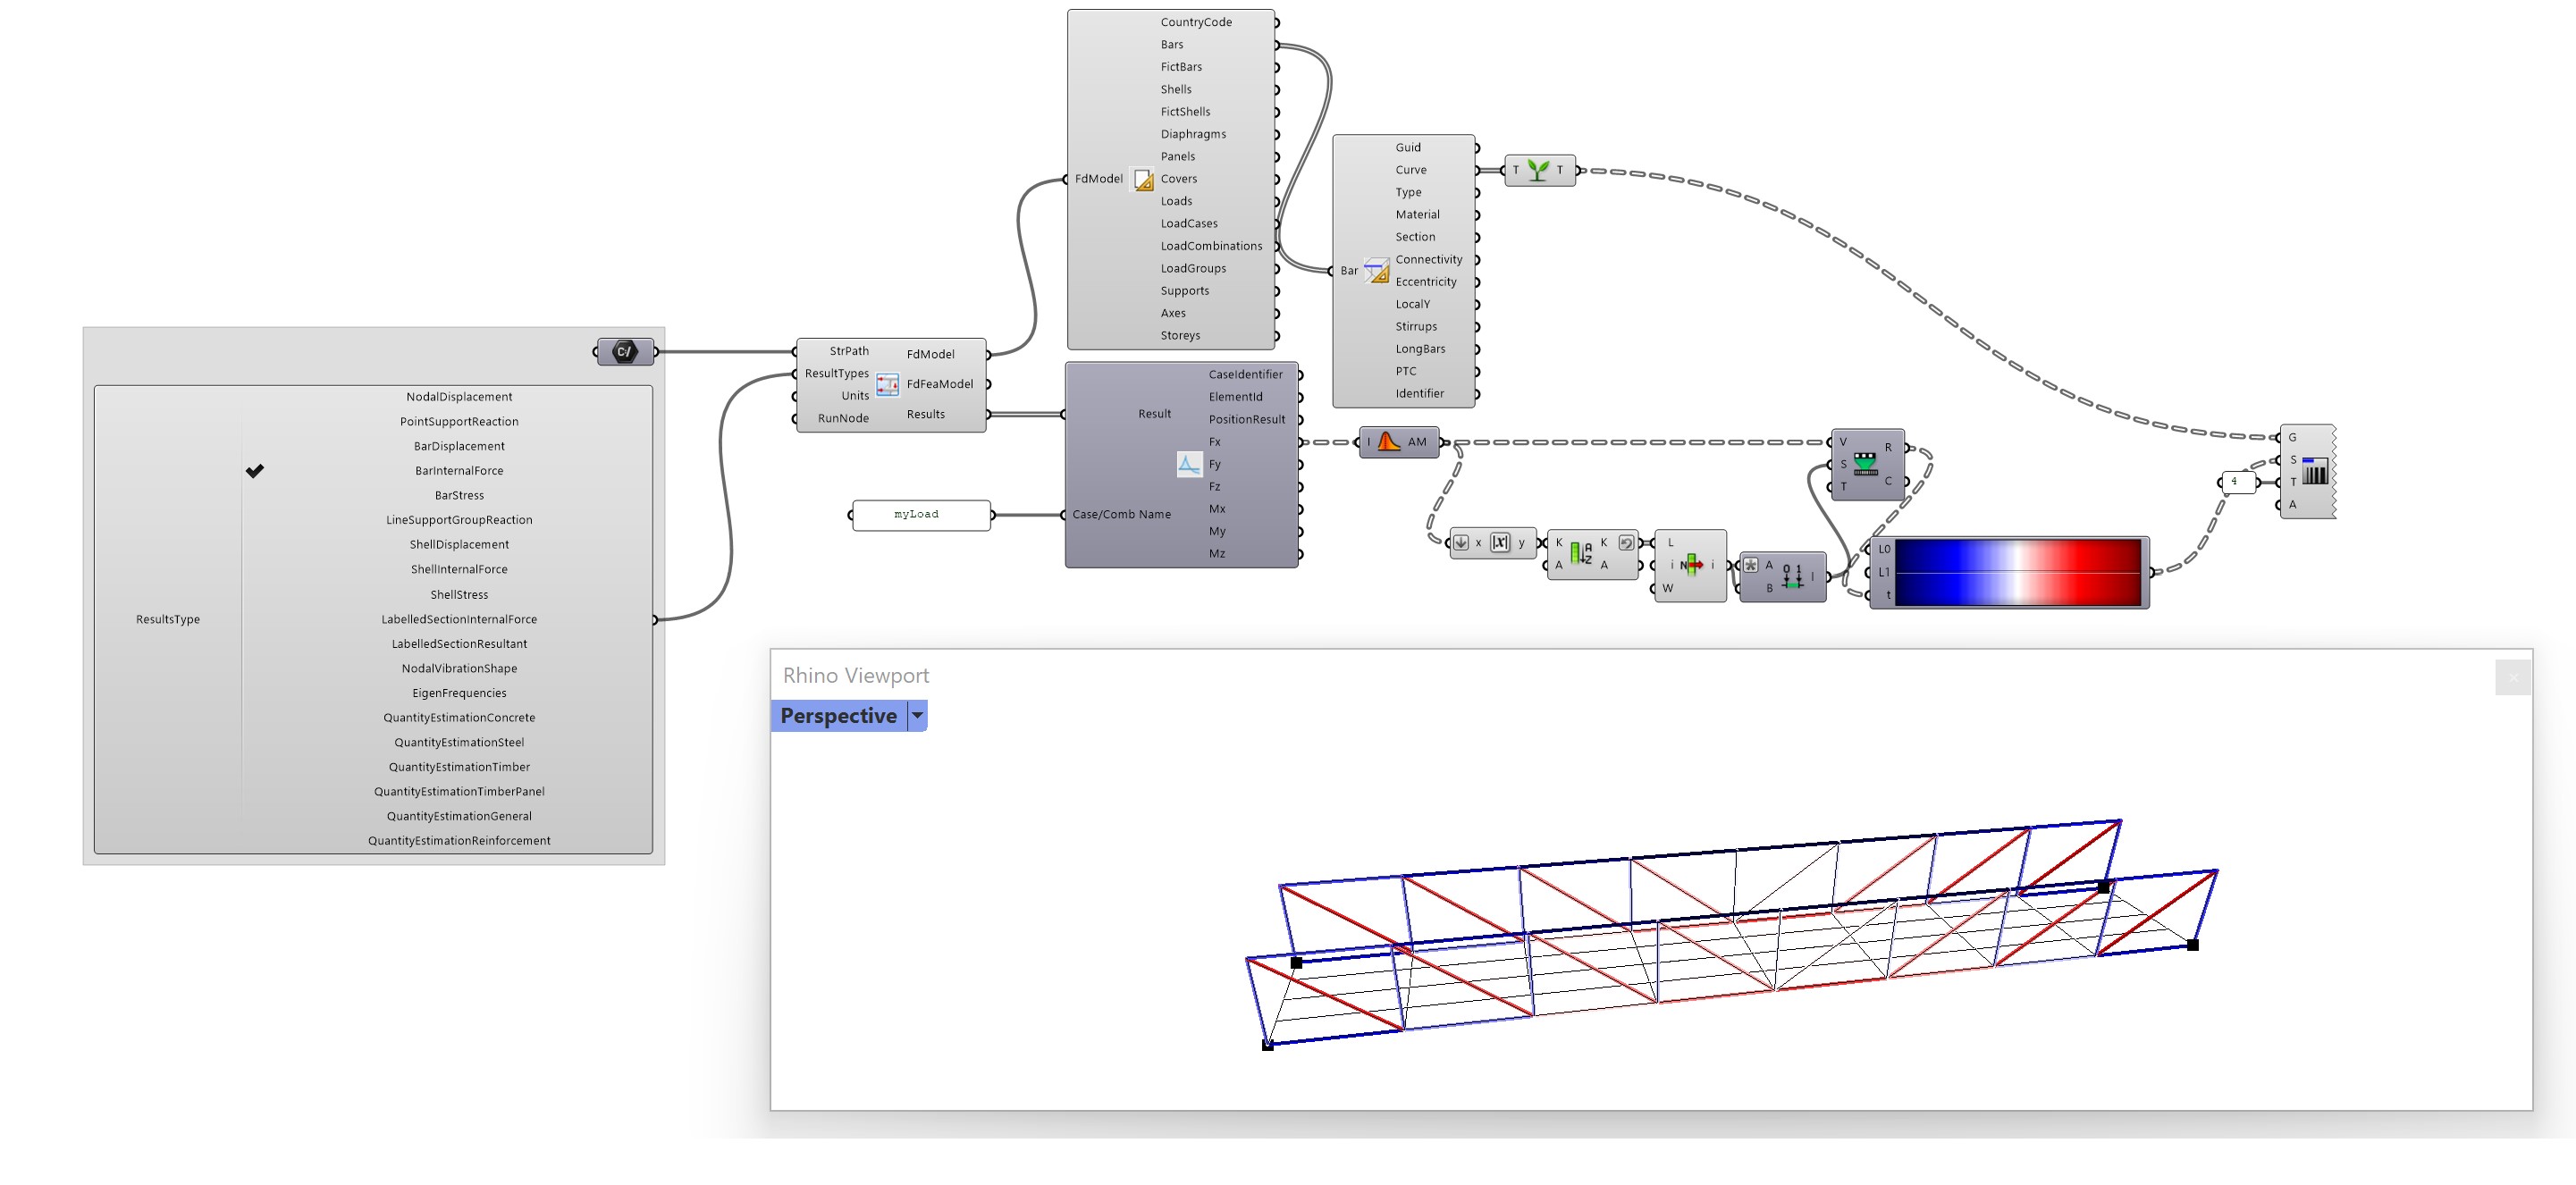 CountryCode
Bars
FictBars
Shells
FictShells
Diaphragms
Panels
FdModel Covers
Loads
LoadCases
LoadCombinations
LoadGroups
Supports
Axes
Storeys
Guid
T T
Curve
Type
Material
Section
Connectivity
Bar
Eccentricity
LocalY
Stirrups
LongBars
PTC
Identifier
C:/
StrPath FdModel
ResultTypes
FdFeaModel
Units
RunNode Results
CaseIdentifier
ElementId
Result
PositionResult
Fx
Fy
Fz
Mx
Case/Comb Name
My
Mz
myLoad
I AM
V R
S
T C
G
S
4
T
A
x |x| y
K A Z K
A A
L
i N i
W
A 0 1 I
B
L0
L1
t
NodalDisplacement
PointSupportReaction
BarDisplacement
BarInternalForce
BarStress
LineSupportGroupReaction
ShellDisplacement
ShellInternalForce
ShellStress
ResultsType LabelledSectionInternalForce
LabelledSectionResultant
NodalVibrationShape
EigenFrequencies
QuantityEstimationConcrete
QuantityEstimationSteel
QuantityEstimationTimber
QuantityEstimationTimberPanel
QuantityEstimationGeneral
QuantityEstimationReinforcement
Rhino Viewport
Perspective